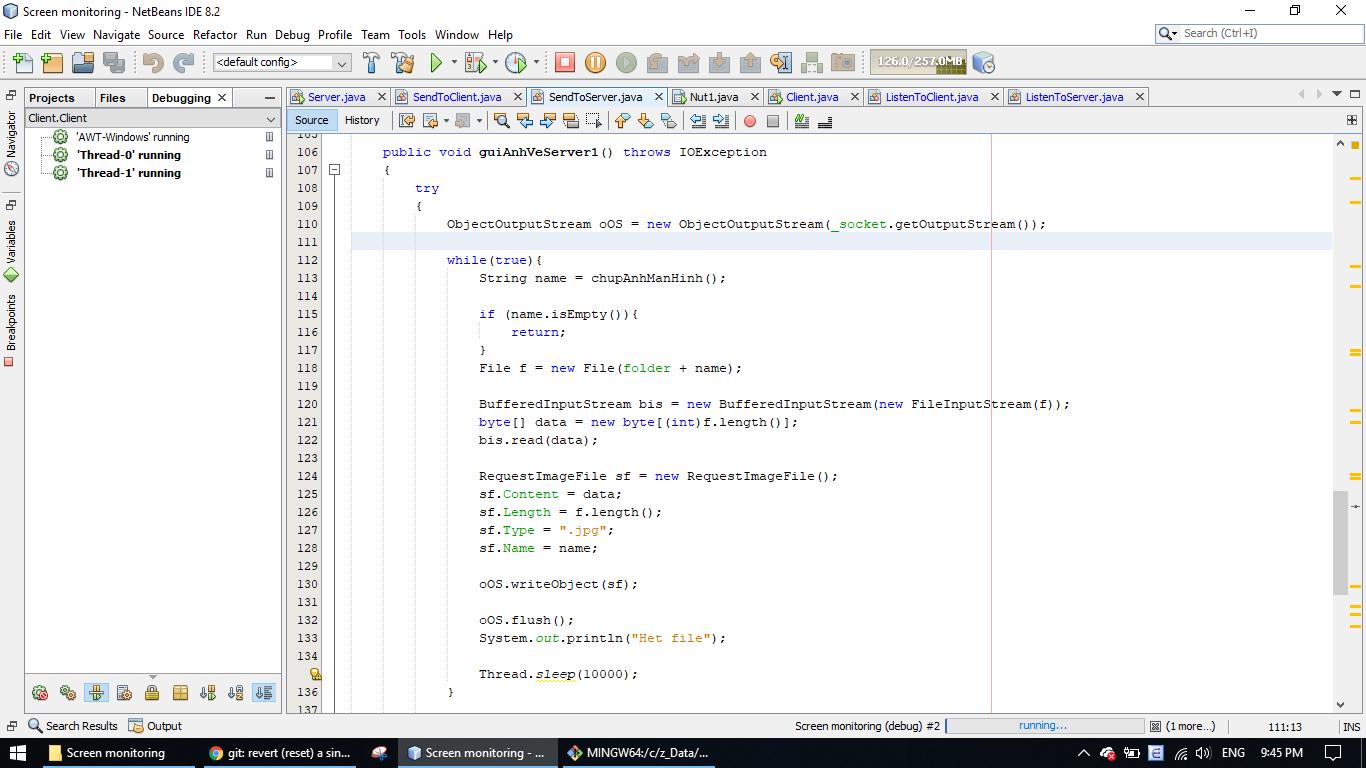 Screen monitoring - NetBeans IDE 8.2
File Edit View Navigate Source Refactor Run Debug Profile Team Tools Window Help
Search (Ctrl+I)
<default config>
126.0/257.0MB
Projects Files Debugging
Server.java SendToClient.java SendToServer.java Nut1.java Client.java ListenToClient.java ListenToServer.java
Client.Client
Source History
Navigator
Variables
Breakpoints
'AWT-Windows' running
'Thread-0' running
'Thread-1' running
105
106 public void guiAnhVeServer1() throws IOException
107 {
108 try
109 {
110 ObjectOutputStream oOS = new ObjectOutputStream(_socket.getOutputStream());
111
112 while(true){
113 String name = chupAnhManHinh();
114
115 if (name.isEmpty()){
116 return;
117 }
118 File f = new File(folder + name);
119
120 BufferedInputStream bis = new BufferedInputStream(new FileInputStream(f));
121 byte[] data = new byte[(int)f.length()];
122 bis.read(data);
123
124 RequestImageFile sf = new RequestImageFile();
125 sf.Content = data;
126 sf.Length = f.length();
127 sf.Type = ".jpg";
128 sf.Name = name;
129
130 oOS.writeObject(sf);
131
132 oOS.flush();
133 System.out.println("Het file");
134
Thread.sleep(10000);
136 }
137
Search Results Output
Screen monitoring (debug) #2 running... (1 more...) 111:13 INS
Screen monitoring git: revert (reset) a sin... Screen monitoring - ... MINGW64:/c/z_Data/... ENG 9:45 PM